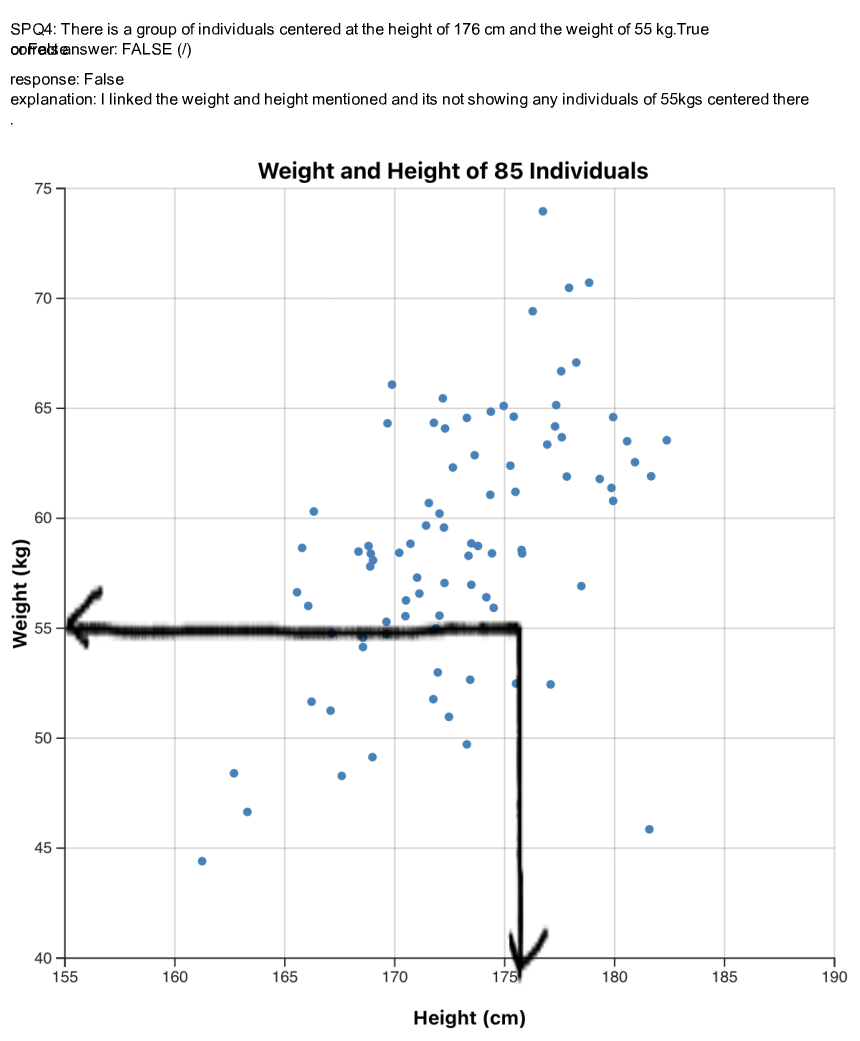 SPQ4: There is a group of individuals centered at the height of 176 cm and the weight of 55 kg.True
answer: FALSE (/)
response: False
explanation: I linked the weight and height mentioned and its not showing any individuals of 55kgs centered there
.
Weight and Height of 85 Individuals
75
70
65
60
55
50
45
40
Weight (kg)
155 160 165 170 175 180 185 190
Height (cm)